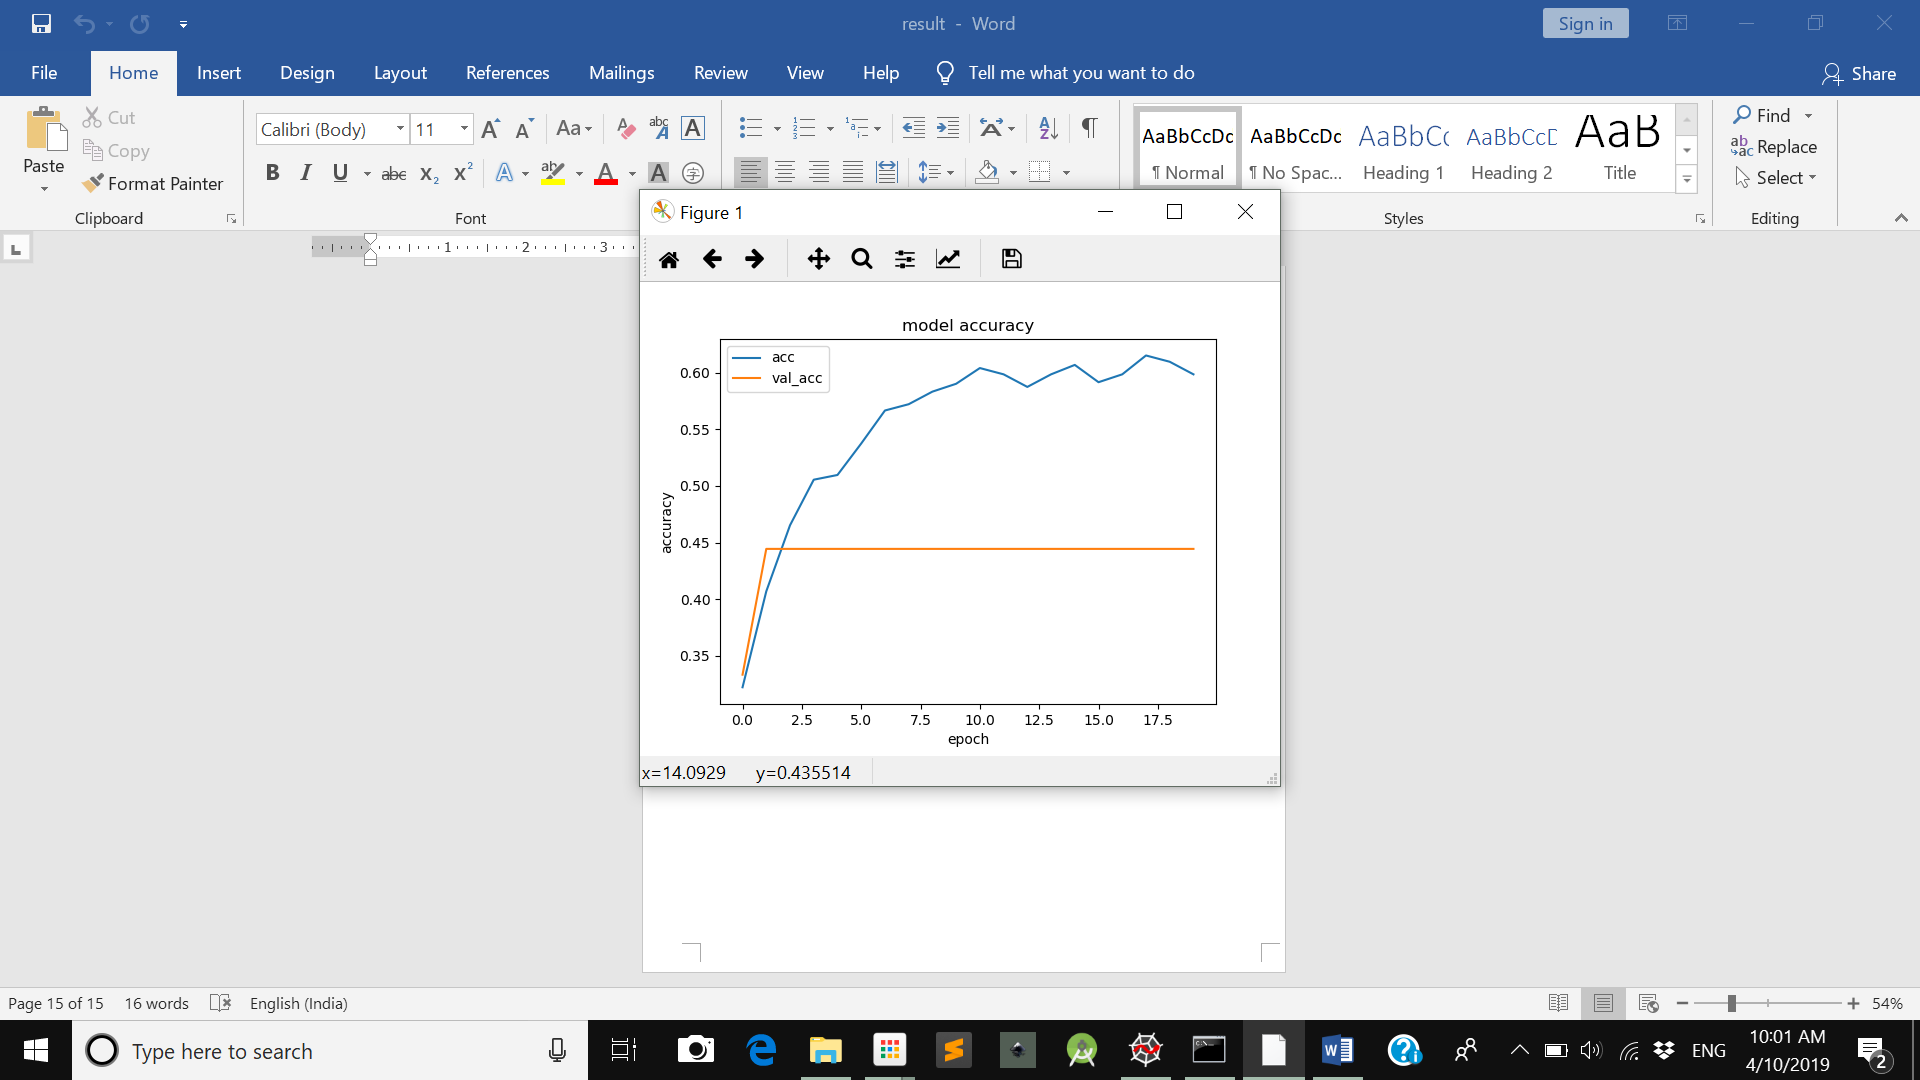 result - Word
Sign in
File Home Insert Design Layout References Mailings Review View Help Tell me what you want to do Share
Paste
Cut
Copy
Format Painter
Clipboard
Calibri (Body) 11
Font
AaBbCcDc AaBbCcDc AaBbCc AaBbCcD AaB
¶ Normal ¶ No Spac... Heading 1 Heading 2 Title
Styles
Find
Replace
Select
Editing
1 2 3
Figure 1
model accuracy
acc
val_acc
0.60
0.55
0.50
0.45
0.40
0.35
accuracy
0.0 2.5 5.0 7.5 10.0 12.5 15.0 17.5
epoch
x=14.0929 y=0.435514
Page 15 of 15 16 words English (India) 54%
Type here to search
ENG
10:01 AM
4/10/2019
2